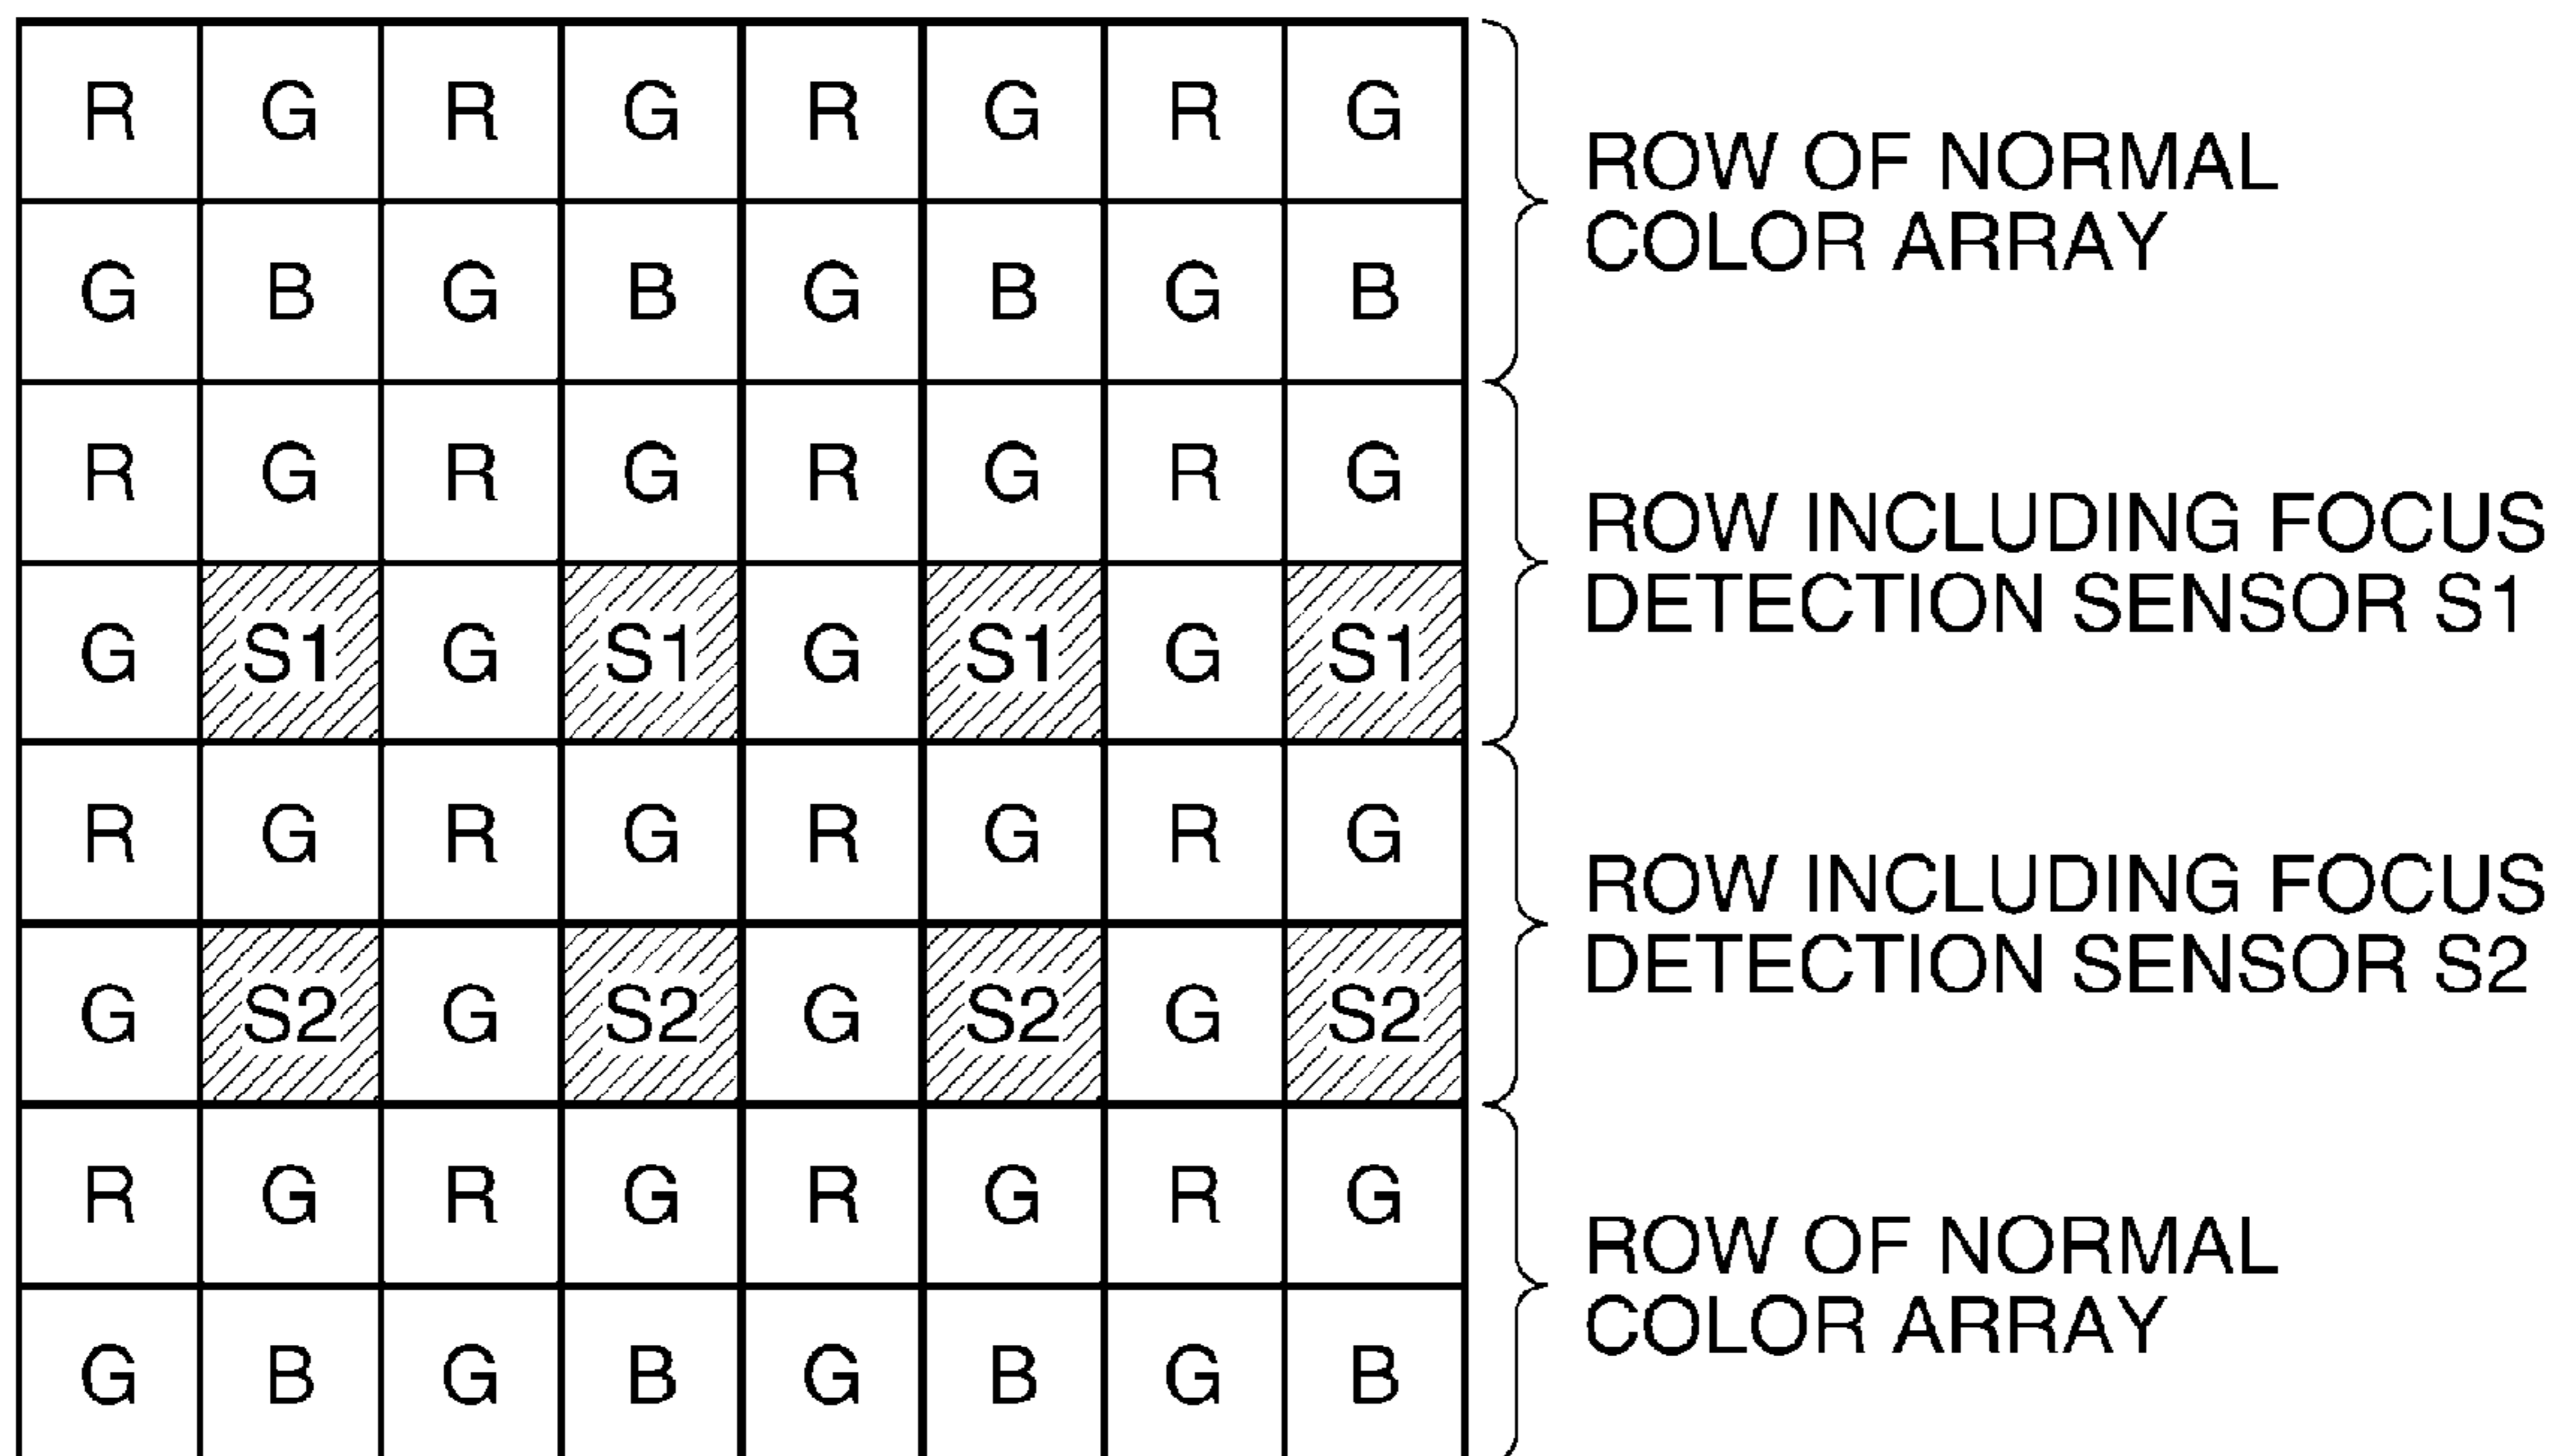 R G R G R G R G
G B G B G B G B
ROW OF NORMAL
COLOR ARRAY
R G R G R G R G
G S1 G S1 G S1 G S1
ROW INCLUDING FOCUS
DETECTION SENSOR S1
R G R G R G R G
G S2 G S2 G S2 G S2
ROW INCLUDING FOCUS
DETECTION SENSOR S2
R G R G R G R G
G B G B G B G B
ROW OF NORMAL
COLOR ARRAY